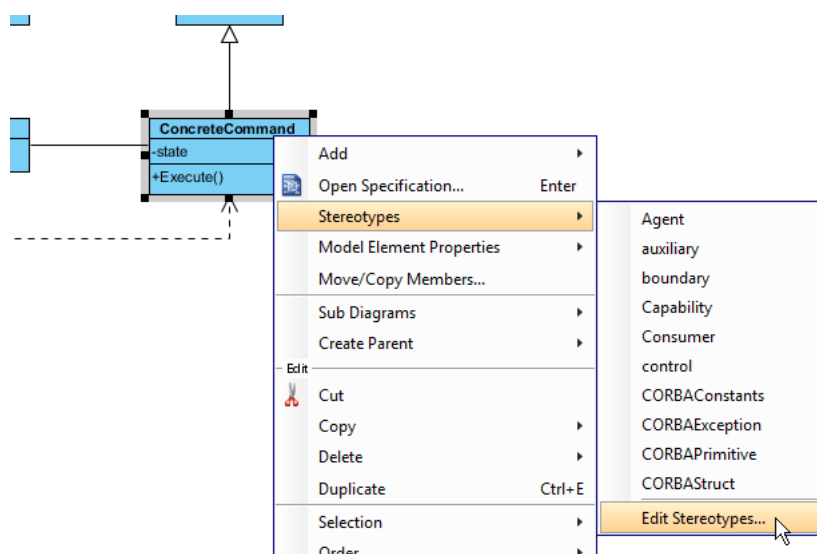 ConcreteCommand
-state
+Execute()
Add
Open Specification... Enter
Stereotypes
Model Element Properties
Move/Copy Members...
Sub Diagrams
Create Parent
Edit
Cut
Copy
Delete
Duplicate Ctrl+E
Selection
Order
Agent
auxiliary
boundary
Capability
Consumer
control
CORBAConstants
CORBAException
CORBAPrimitive
CORBAStruct
Edit Stereotypes...